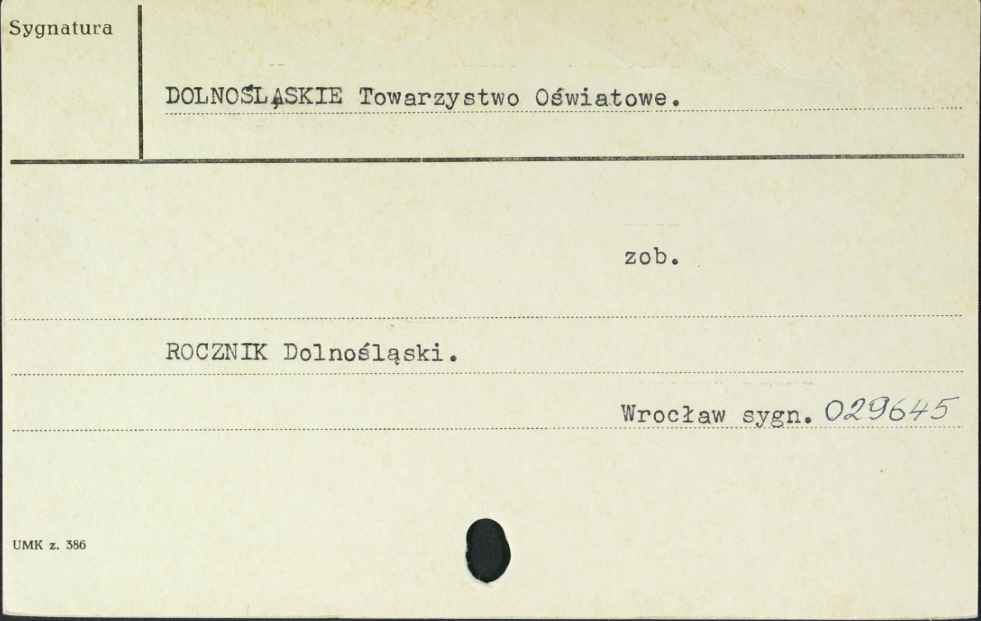 Sygnatura
DOLNOŚLĄSKIE Towarzystwo Oświatowe.
zob.
ROCZNIK Dolnośląski.
Wrocław sygn. 029645
UMK z. 386